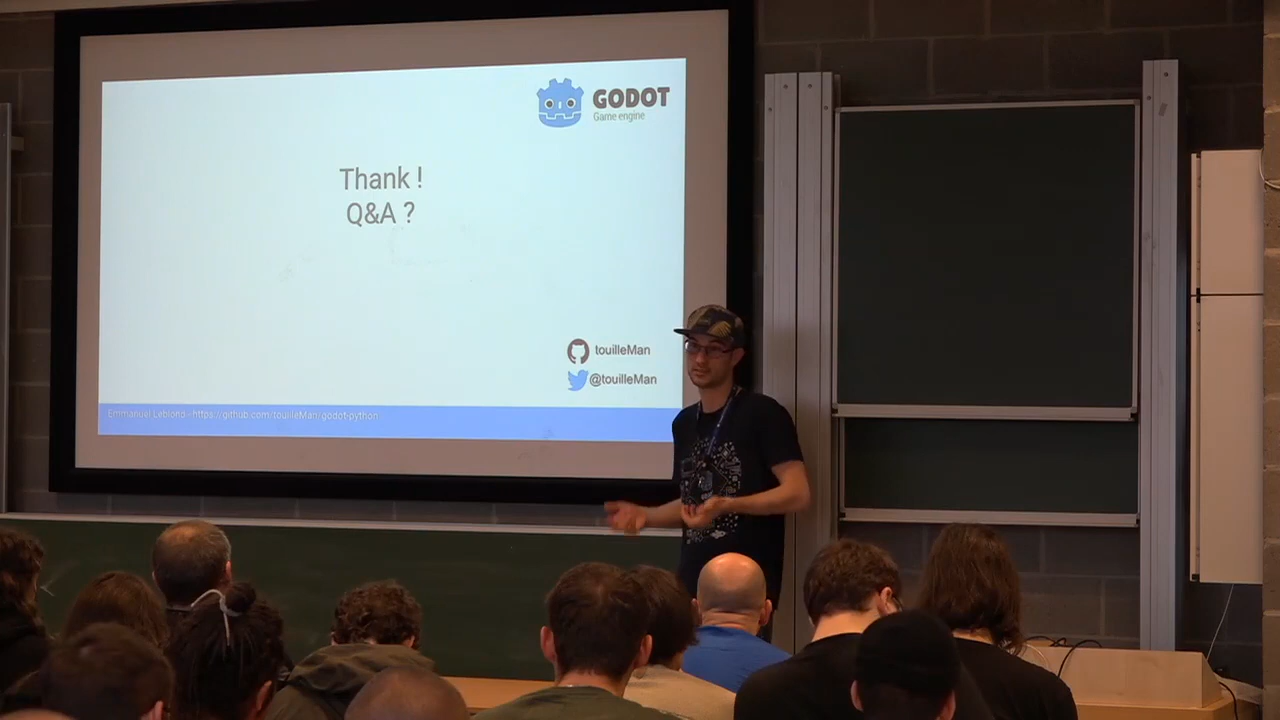 GODOT
Game engine
Thank !
Q&A ?
touilleMan
@touilleMan
Emmanuel Leblond - https://github.com/touilleMan/godot-python